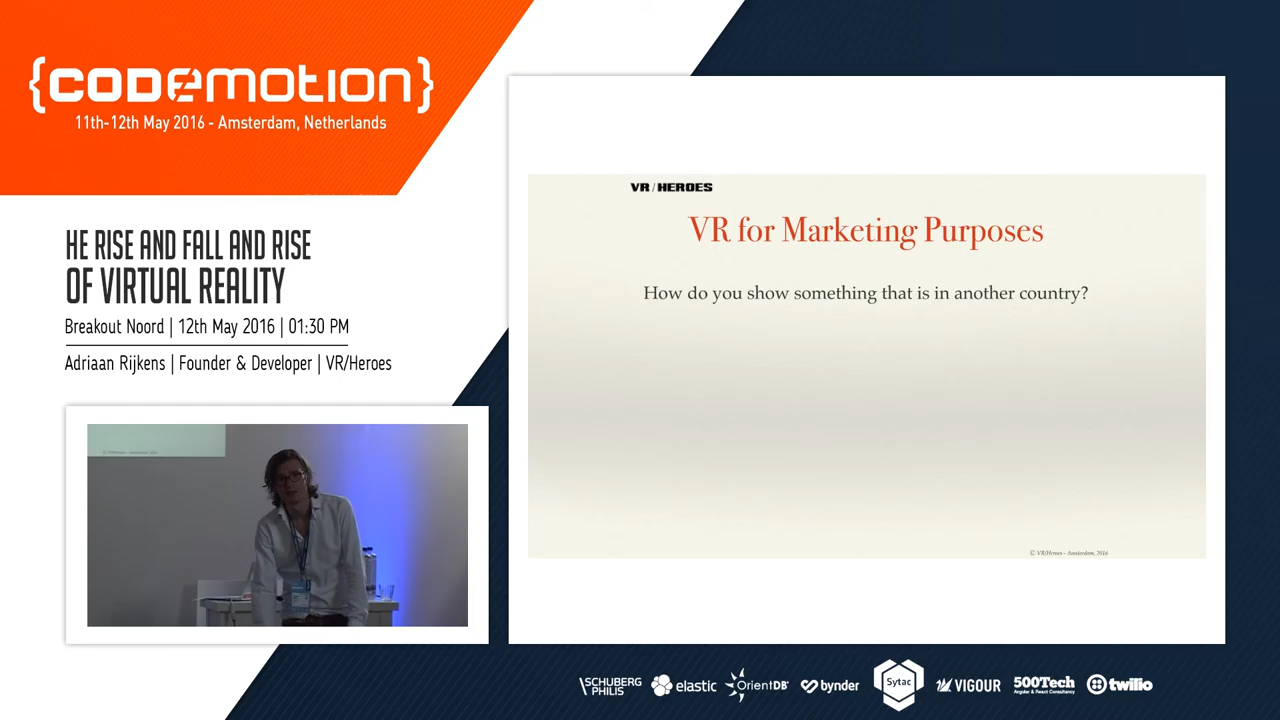 {CODEMOTION}
11th-12th May 2016 - Amsterdam, Netherlands
HE RISE AND FALL AND RISE
OF VIRTUAL REALITY
Breakout Noord | 12th May 2016 | 01:30 PM
Adriaan Rijkens | Founder & Developer | VR/Heroes
VR/HEROES
VR for Marketing Purposes
How do you show something that is in another country?
© VR/Heroes - Amsterdam, 2016
SCHUBERG PHILIS
elastic
OrientDB
bynder
Sytac
VIGOUR
500Tech
Angular & React Consultancy
twilio